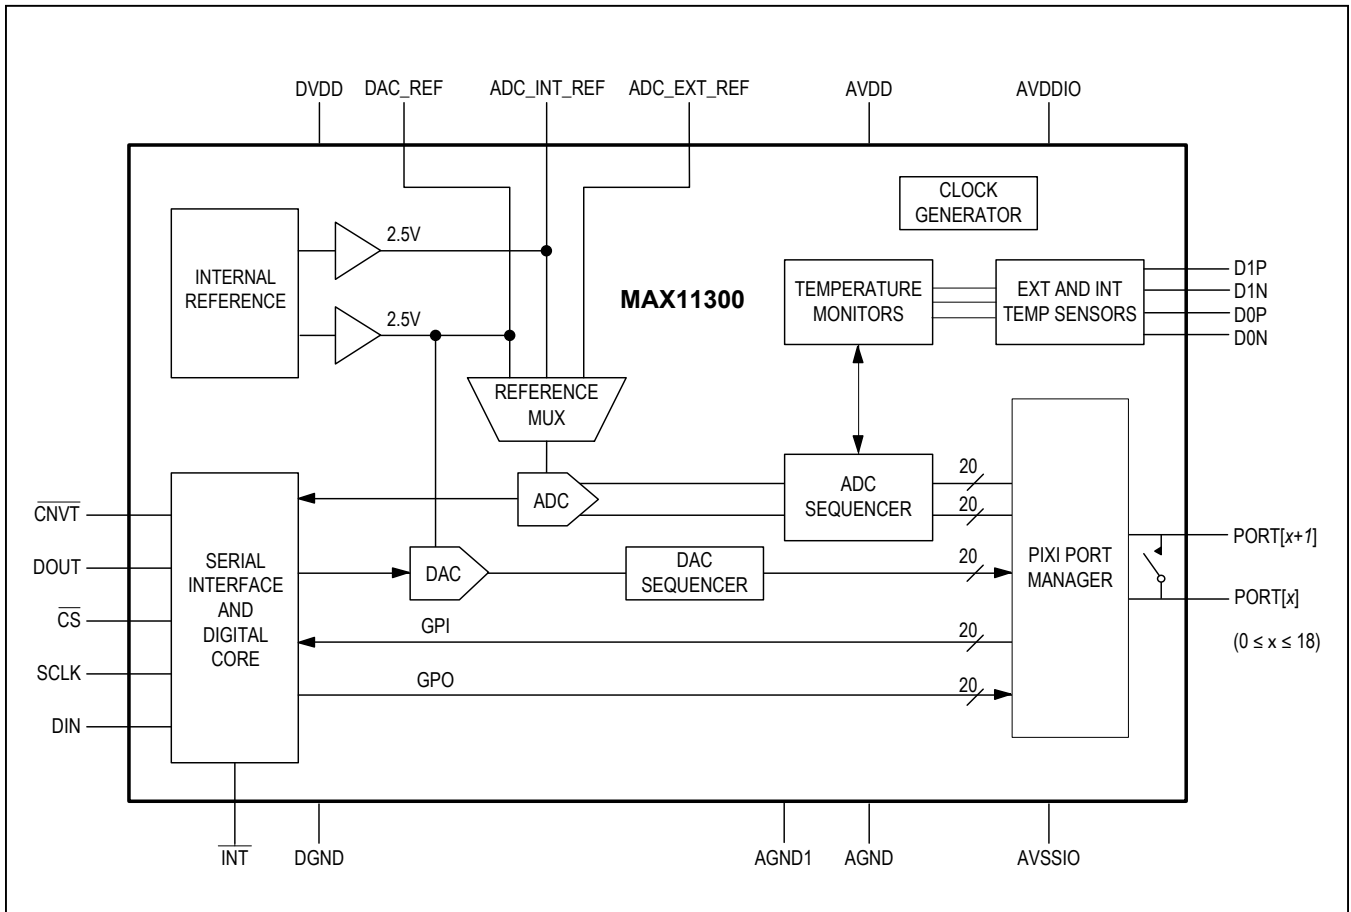 DVDD
DAC_REF
ADC_INT_REF
ADC_EXT_REF
AVDD
AVDDIO
CLOCK
GENERATOR
2.5V
INTERNAL
REFERENCE
2.5V
MAX11300
TEMPERATURE
MONITORS
EXT AND INT
TEMP SENSORS
D1P
D1N
D0P
D0N
REFERENCE
MUX
ADC
ADC
SEQUENCER
20
20
CNVT
DOUT
CS
SCLK
DIN
SERIAL
INTERFACE
AND
DIGITAL
CORE
DAC
DAC
SEQUENCER
20
GPI
20
GPO
20
PIXI PORT
MANAGER
PORT[x+1]
PORT[x]
(0 ≤ x ≤ 18)
INT
DGND
AGND1
AGND
AVSSIO